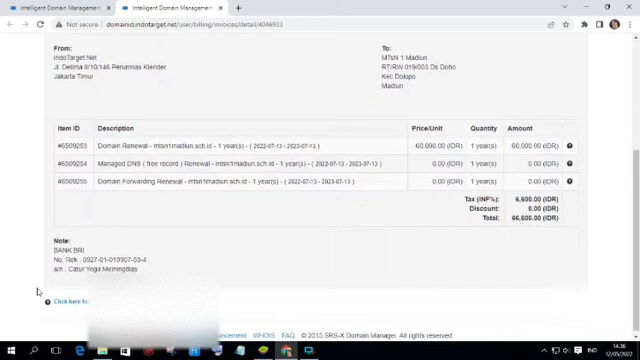 Intelligent Domain Management
Intelligent Domain Management
Not secure domainid.indotarget.net/user/billing/invoices/detail/4046933
From:
IndoTarget.Net
Jl. Delima II/10/146 Perumnas Klender
Jakarta Timur
To:
MTsN 1 Madiun
RT/RW 019/003 Ds Doho
Kec Dolopo
Madiun
Item ID Description Price/Unit Quantity Amount
#6509253 Domain Renewal - mtsn1madiun.sch.id - 1 year(s) - ( 2022-07-13 - 2023-07-13 ) 60,000.00 (IDR) 1 year(s) 60,000.00 (IDR)
#6509254 Managed DNS ( free record ) Renewal - mtsn1madiun.sch.id - 1 year(s) - ( 2022-07-13 - 2023-07-13 ) 0.00 (IDR) 1 year(s) 0.00 (IDR)
#6509255 Domain Forwarding Renewal - mtsn1madiun.sch.id - 1 year(s) - ( 2022-07-13 - 2023-07-13 ) 0.00 (IDR) 1 year(s) 0.00 (IDR)
Tax (INF%): 6,600.00 (IDR)
Discount: 0.00 (IDR)
Total: 66,600.00 (IDR)
Note:
BANK BRI
No. Rek : 0927-01-019907-53-4
a/n : Catur Yoga Meiningdias
Click here for
WHOIS FAQ © 2013 SRS-X Domain Manager. All rights reserved
IND
14.36
12/05/2022